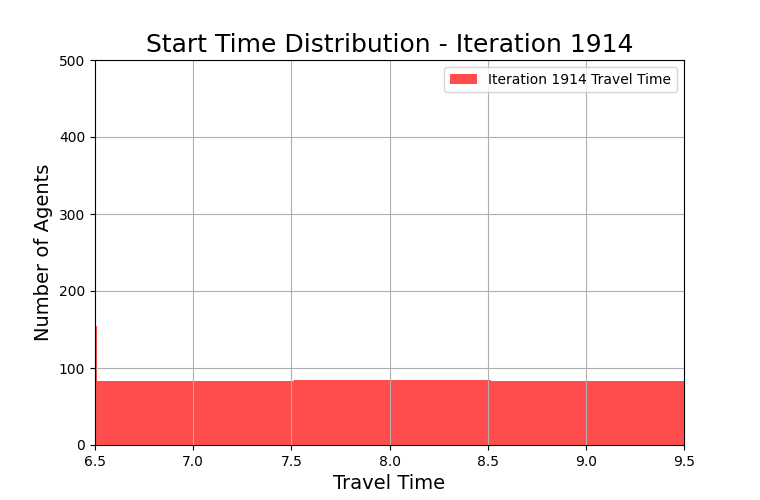 Start Time Distribution - Iteration 1914
Iteration 1914 Travel Time
Number of Agents
500
400
300
200
100
0
6.5 7.0 7.5 8.0 8.5 9.0 9.5
Travel Time